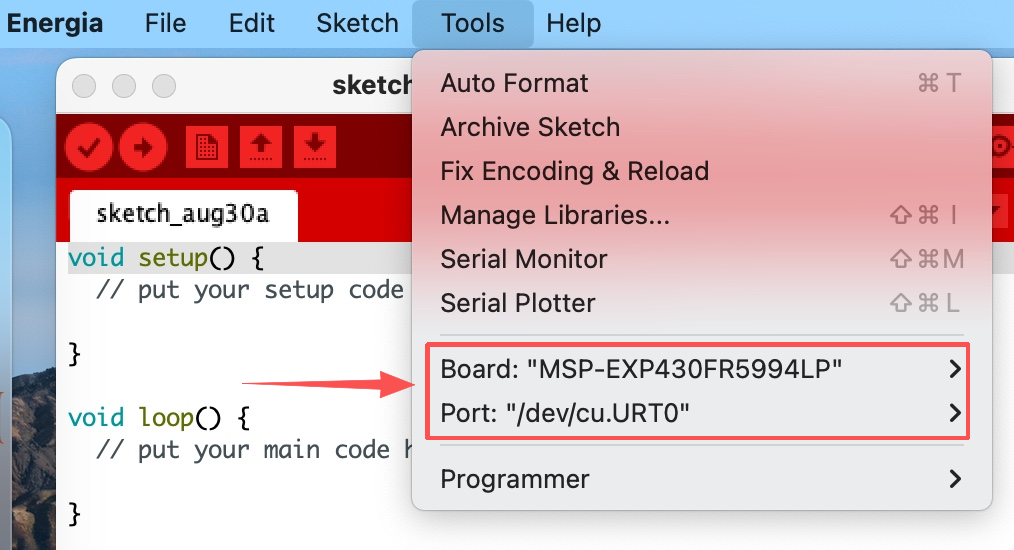 Energia File Edit Sketch Tools Help
sketch
Auto Format ⌘ T
Archive Sketch
Fix Encoding & Reload
Manage Libraries... ⇧ ⌘ I
Serial Monitor ⇧ ⌘ M
Serial Plotter ⇧ ⌘ L
Board: "MSP-EXP430FR5994LP"
Port: "/dev/cu.URT0"
Programmer
sketch_aug30a
void setup() {
// put your setup code
}
void loop() {
// put your main code
}